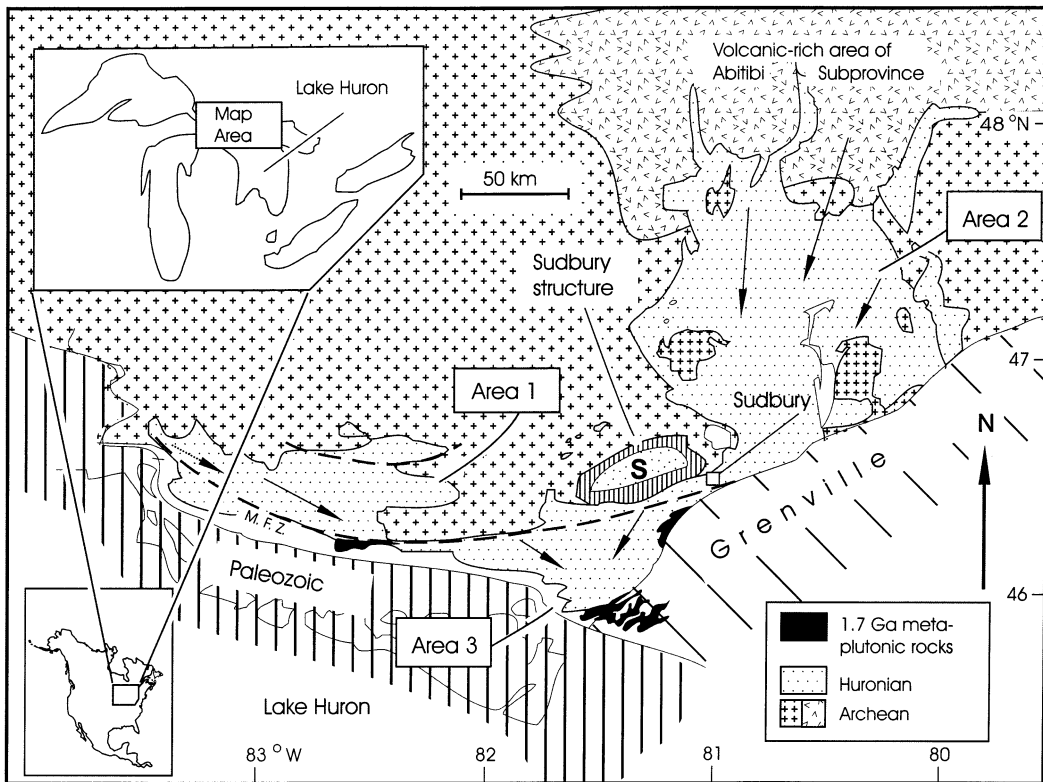 Volcanic-rich area of
Abitibi Subprovince
Lake Huron
Map
Area
48 °N
50 km
Area 2
Sudbury
structure
47
Area 1
Sudbury
N
S
Grenville
M.F.Z.
Paleozoic
46
1.7 Ga meta-
plutonic rocks
Area 3
Huronian
Archean
Lake Huron
83 °W
82
81
80